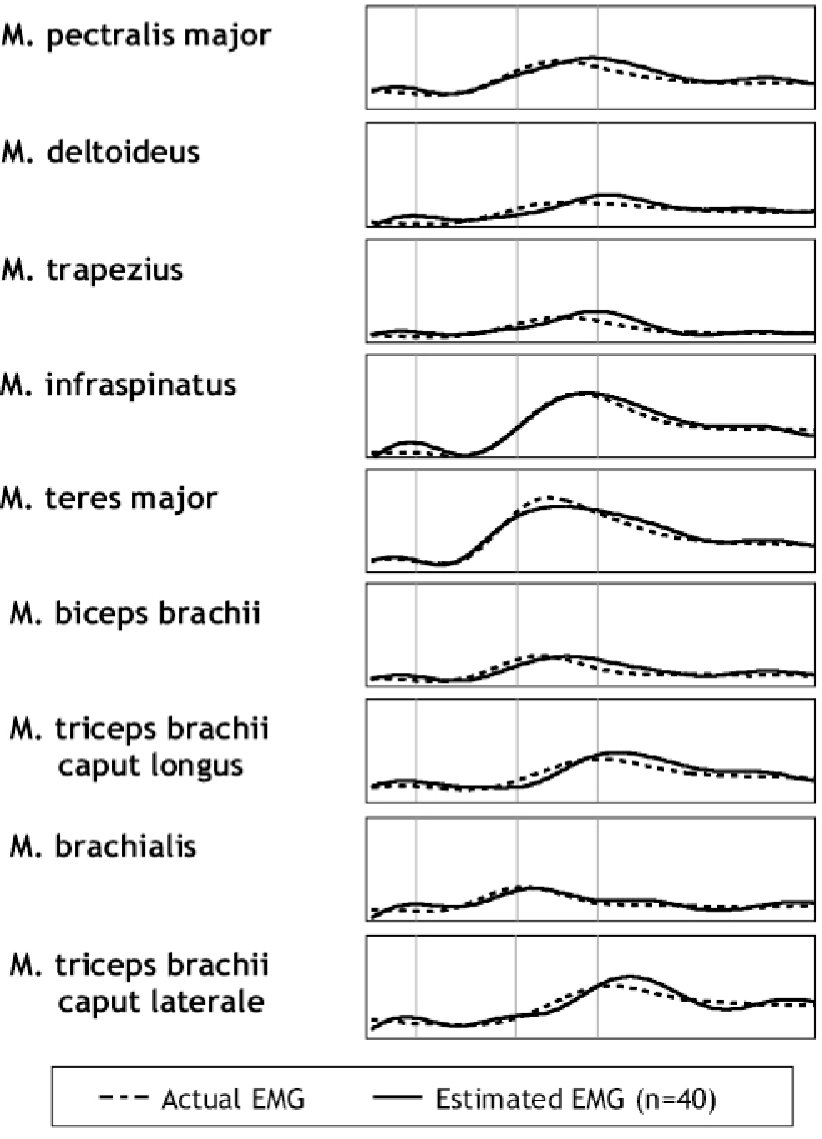 M. pectralis major
M. deltoideus
M. trapezius
M. infraspinatus
M. teres major
M. biceps brachii
M. triceps brachii
caput longus
M. brachialis
M. triceps brachii
caput laterale
Actual EMG Estimated EMG (n=40)